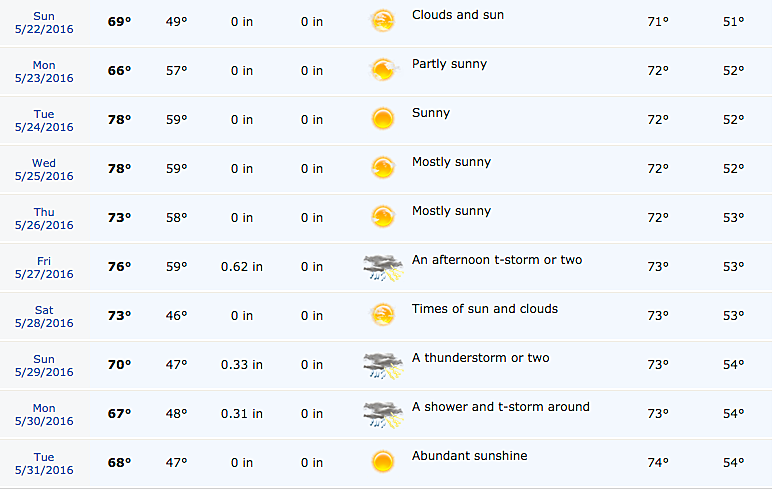 Sun
5/22/2016 69° 49° 0 in 0 in Clouds and sun 71° 51°
Mon
5/23/2016 66° 57° 0 in 0 in Partly sunny 72° 52°
Tue
5/24/2016 78° 59° 0 in 0 in Sunny 72° 52°
Wed
5/25/2016 78° 59° 0 in 0 in Mostly sunny 72° 52°
Thu
5/26/2016 73° 58° 0 in 0 in Mostly sunny 72° 53°
Fri
5/27/2016 76° 59° 0.62 in 0 in An afternoon t-storm or two 73° 53°
Sat
5/28/2016 73° 46° 0 in 0 in Times of sun and clouds 73° 53°
Sun
5/29/2016 70° 47° 0.33 in 0 in A thunderstorm or two 73° 54°
Mon
5/30/2016 67° 48° 0.31 in 0 in A shower and t-storm around 73° 54°
Tue
5/31/2016 68° 47° 0 in 0 in Abundant sunshine 74° 54°